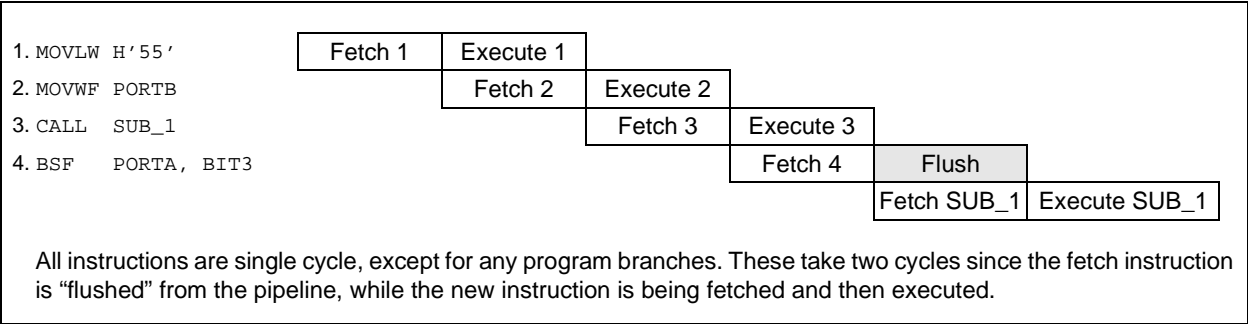 1. MOVLW H'55' Fetch 1 Execute 1
2. MOVWF PORTB Fetch 2 Execute 2
3. CALL SUB_1 Fetch 3 Execute 3
4. BSF PORTA, BIT3 Fetch 4 Flush
Fetch SUB_1 Execute SUB_1
All instructions are single cycle, except for any program branches. These take two cycles since the fetch instruction
is “flushed” from the pipeline, while the new instruction is being fetched and then executed.